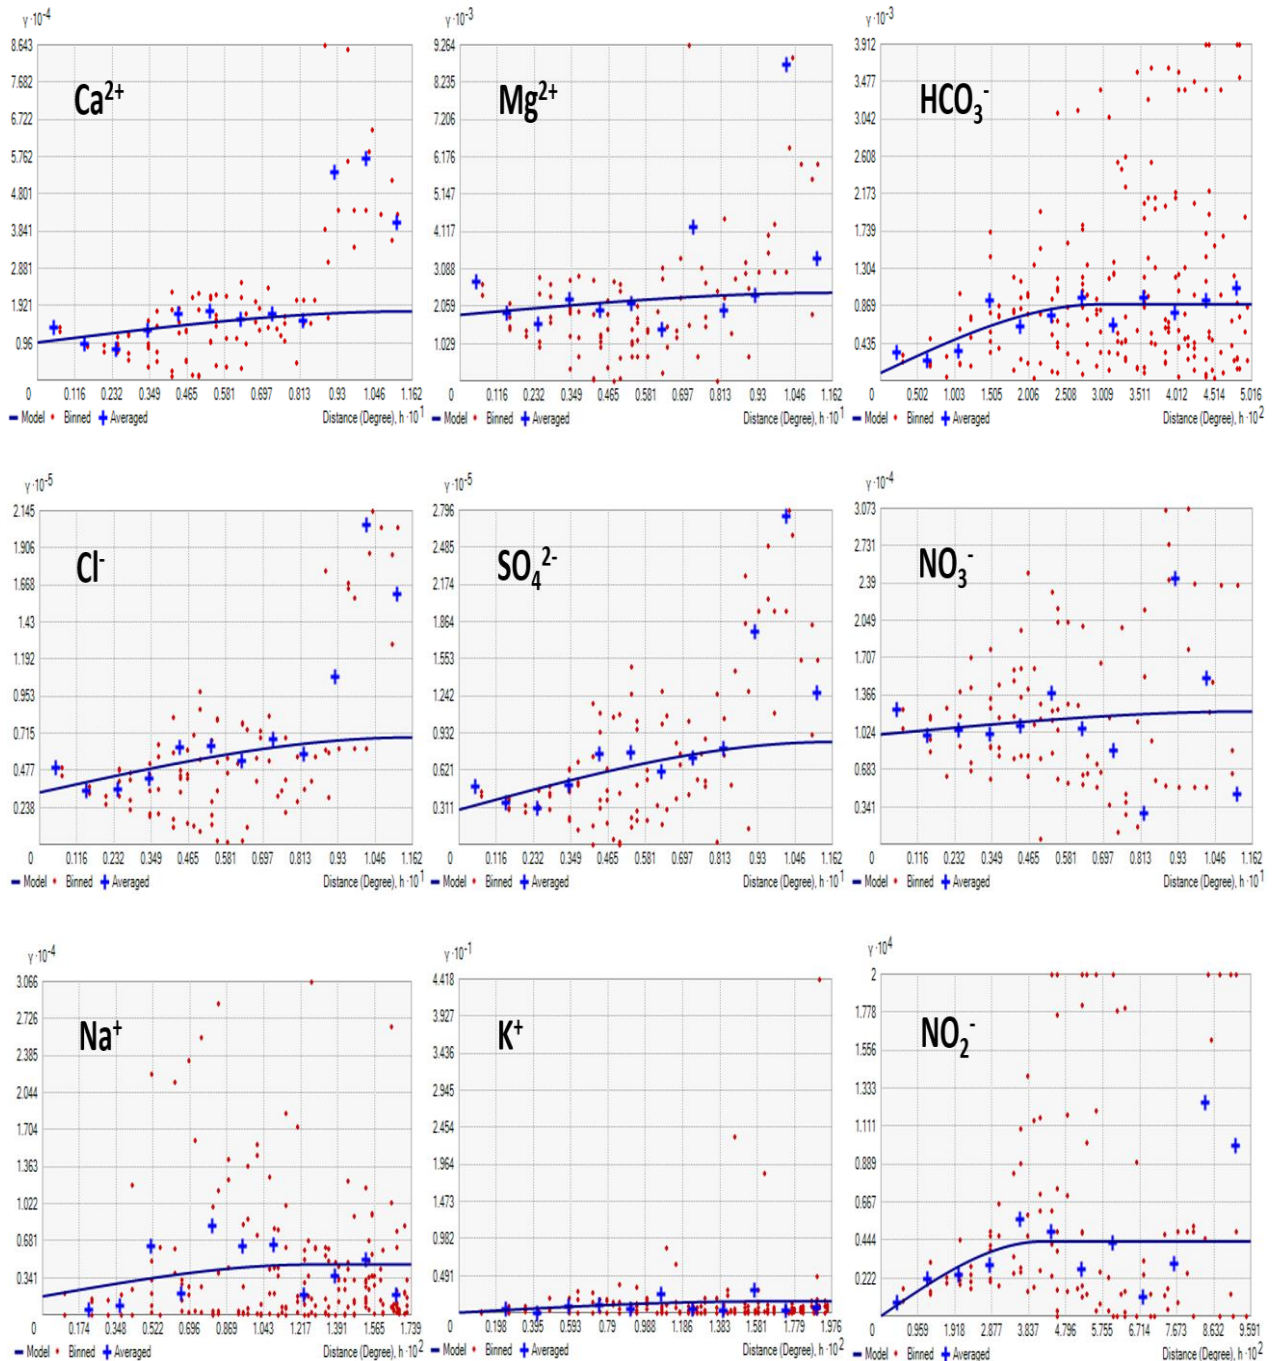 γ·10⁻⁴
8.643
7.682
6.722
5.762
4.801
3.841
2.881
1.921
0.96
Ca²⁺
0 0.116 0.232 0.349 0.465 0.581 0.697 0.813 0.93 1.046 1.162
Model Binned Averaged Distance (Degree), h·10¹
γ·10⁻³
9.264
8.235
7.206
6.176
5.147
4.117
3.088
2.059
1.029
Mg²⁺
0 0.116 0.232 0.349 0.465 0.581 0.697 0.813 0.93 1.046 1.162
Model Binned Averaged Distance (Degree), h·10¹
γ·10⁻³
3.912
3.477
3.042
2.608
2.173
1.739
1.304
0.869
0.435
HCO₃⁻
0 0.502 1.003 1.505 2.006 2.508 3.009 3.511 4.012 4.514 5.016
Model Binned Averaged Distance (Degree), h·10²
γ·10⁻⁵
2.145
1.906
1.668
1.43
1.192
0.953
0.715
0.477
0.238
Cl⁻
0 0.116 0.232 0.349 0.465 0.581 0.697 0.813 0.93 1.046 1.162
Model Binned Averaged Distance (Degree), h·10¹
γ·10⁻⁵
2.796
2.485
2.174
1.864
1.553
1.242
0.932
0.621
0.311
SO₄²⁻
0 0.116 0.232 0.349 0.465 0.581 0.697 0.813 0.93 1.046 1.162
Model Binned Averaged Distance (Degree), h·10¹
γ·10⁻⁴
3.073
2.731
2.39
2.049
1.707
1.366
1.024
0.683
0.341
NO₃⁻
0 0.116 0.232 0.349 0.465 0.581 0.697 0.813 0.93 1.046 1.162
Model Binned Averaged Distance (Degree), h·10¹
γ·10⁻⁴
3.066
2.726
2.385
2.044
1.704
1.363
1.022
0.681
0.341
Na⁺
0 0.174 0.348 0.522 0.696 0.869 1.043 1.217 1.391 1.565 1.739
Model Binned Averaged Distance (Degree), h·10²
γ·10⁻¹
4.418
3.927
3.436
2.945
2.454
1.964
1.473
0.982
0.491
K⁺
0 0.198 0.395 0.593 0.79 0.988 1.186 1.383 1.581 1.779 1.976
Model Binned Averaged Distance (Degree), h·10²
γ·10⁴
2
1.778
1.556
1.333
1.111
0.889
0.667
0.444
0.222
NO₂⁻
0 0.959 1.918 2.877 3.837 4.796 5.755 6.714 7.673 8.632 9.591
Model Binned Averaged Distance (Degree), h·10²